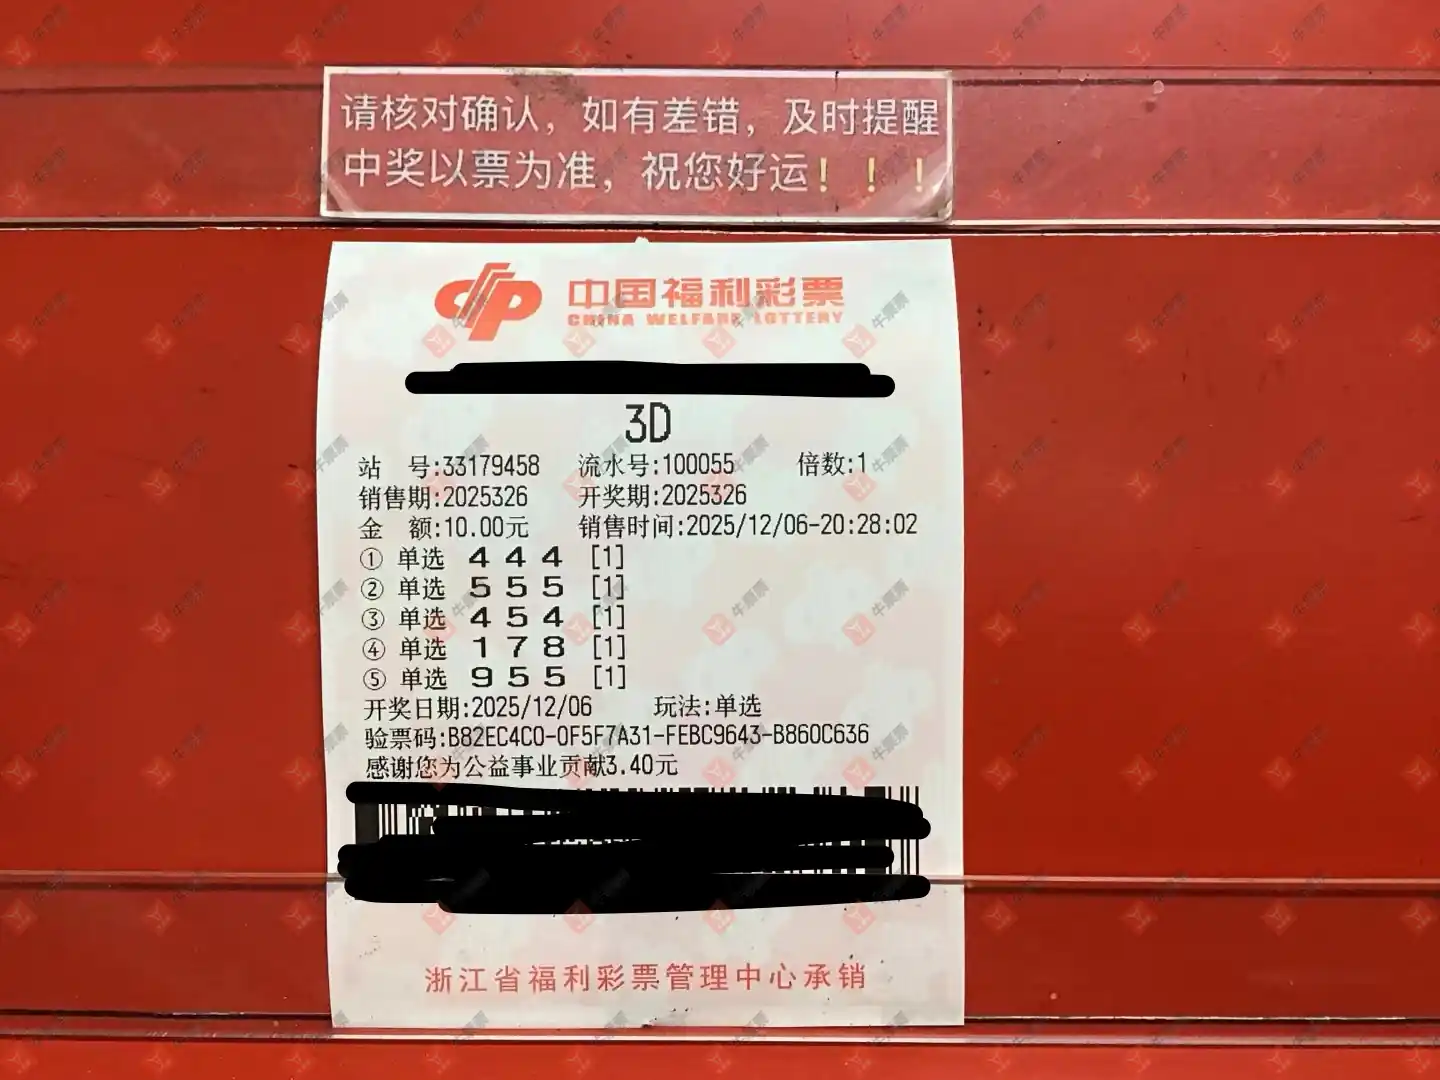 请核对确认，如有差错，及时提醒
中奖以票为准，祝您好运！！！
中国福利彩票
CHINA WELFARE LOTTERY
3D
站 号:33179458 流水号:100055 倍数:1
销售期:2025326 开奖期:2025326
金 额:10.00元 销售时间:2025/12/06-20:28:02
① 单选 4 4 4 [1]
② 单选 5 5 5 [1]
③ 单选 4 5 4 [1]
④ 单选 1 7 8 [1]
⑤ 单选 9 5 5 [1]
开奖日期:2025/12/06 玩法:单选
验票码:B82EC4C0-0F5F7A31-FEBC9643-B860C636
感谢您为公益事业贡献3.40元
浙江省福利彩票管理中心承销
牛票票